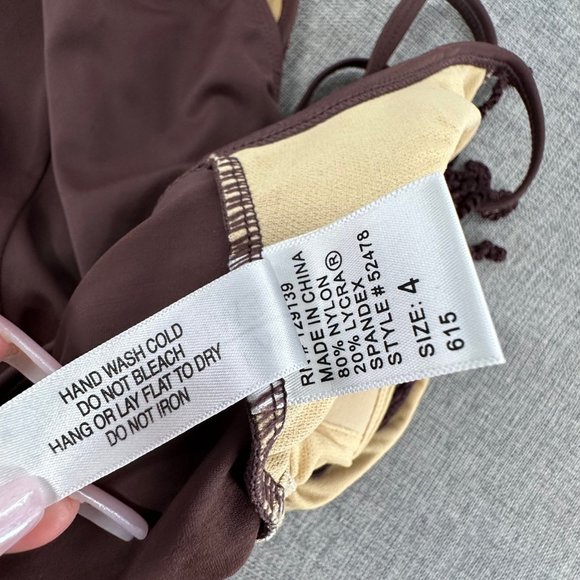 HAND WASH COLD
DO NOT BLEACH
HANG OR LAY FLAT TO DRY
DO NOT IRON
129139
MADE IN CHINA
80% NYLON
20% LYCRA®
SPANDEX
STYLE # 52478
SIZE: 4
615